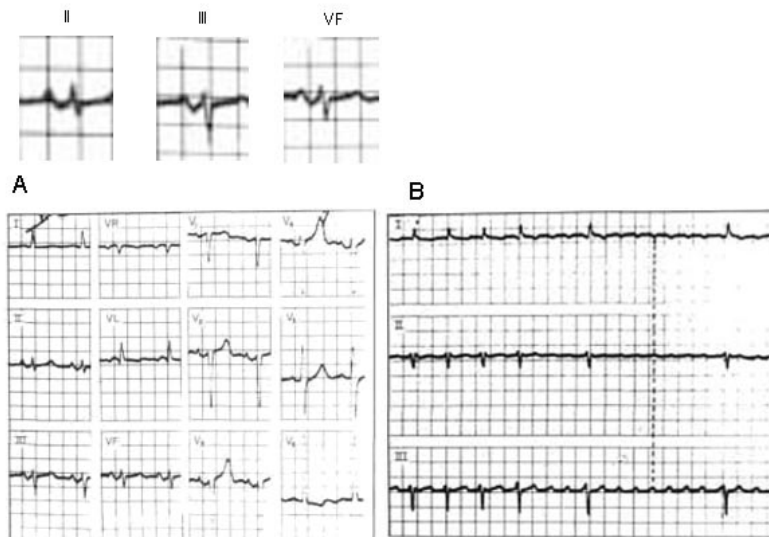 II III VF
A B
I VR V₁ V₄
II VL V₂ V₅
III VF V₃ V₆
I
II
III